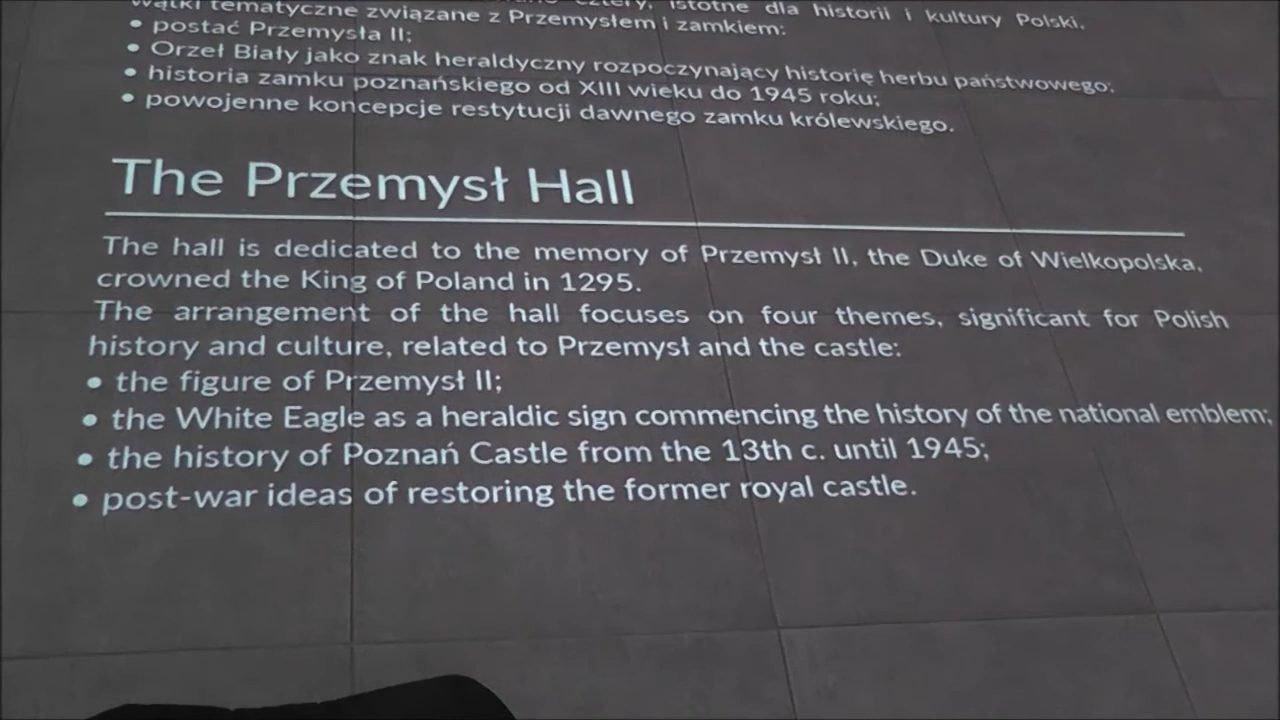 wątki tematyczne związane z Przemysłem i zamkiem: istotne dla historii i kultury Polski,
• postać Przemysła II;
• Orzeł Biały jako znak heraldyczny rozpoczynający historię herbu państwowego;
• historia zamku poznańskiego od XIII wieku do 1945 roku;
• powojenne koncepcje restytucji dawnego zamku królewskiego.
The Przemysł Hall
The hall is dedicated to the memory of Przemysł II, the Duke of Wielkopolska,
crowned the King of Poland in 1295.
The arrangement of the hall focuses on four themes, significant for Polish
history and culture, related to Przemysł and the castle:
• the figure of Przemysł II;
• the White Eagle as a heraldic sign commencing the history of the national emblem;
• the history of Poznań Castle from the 13th c. until 1945;
• post-war ideas of restoring the former royal castle.